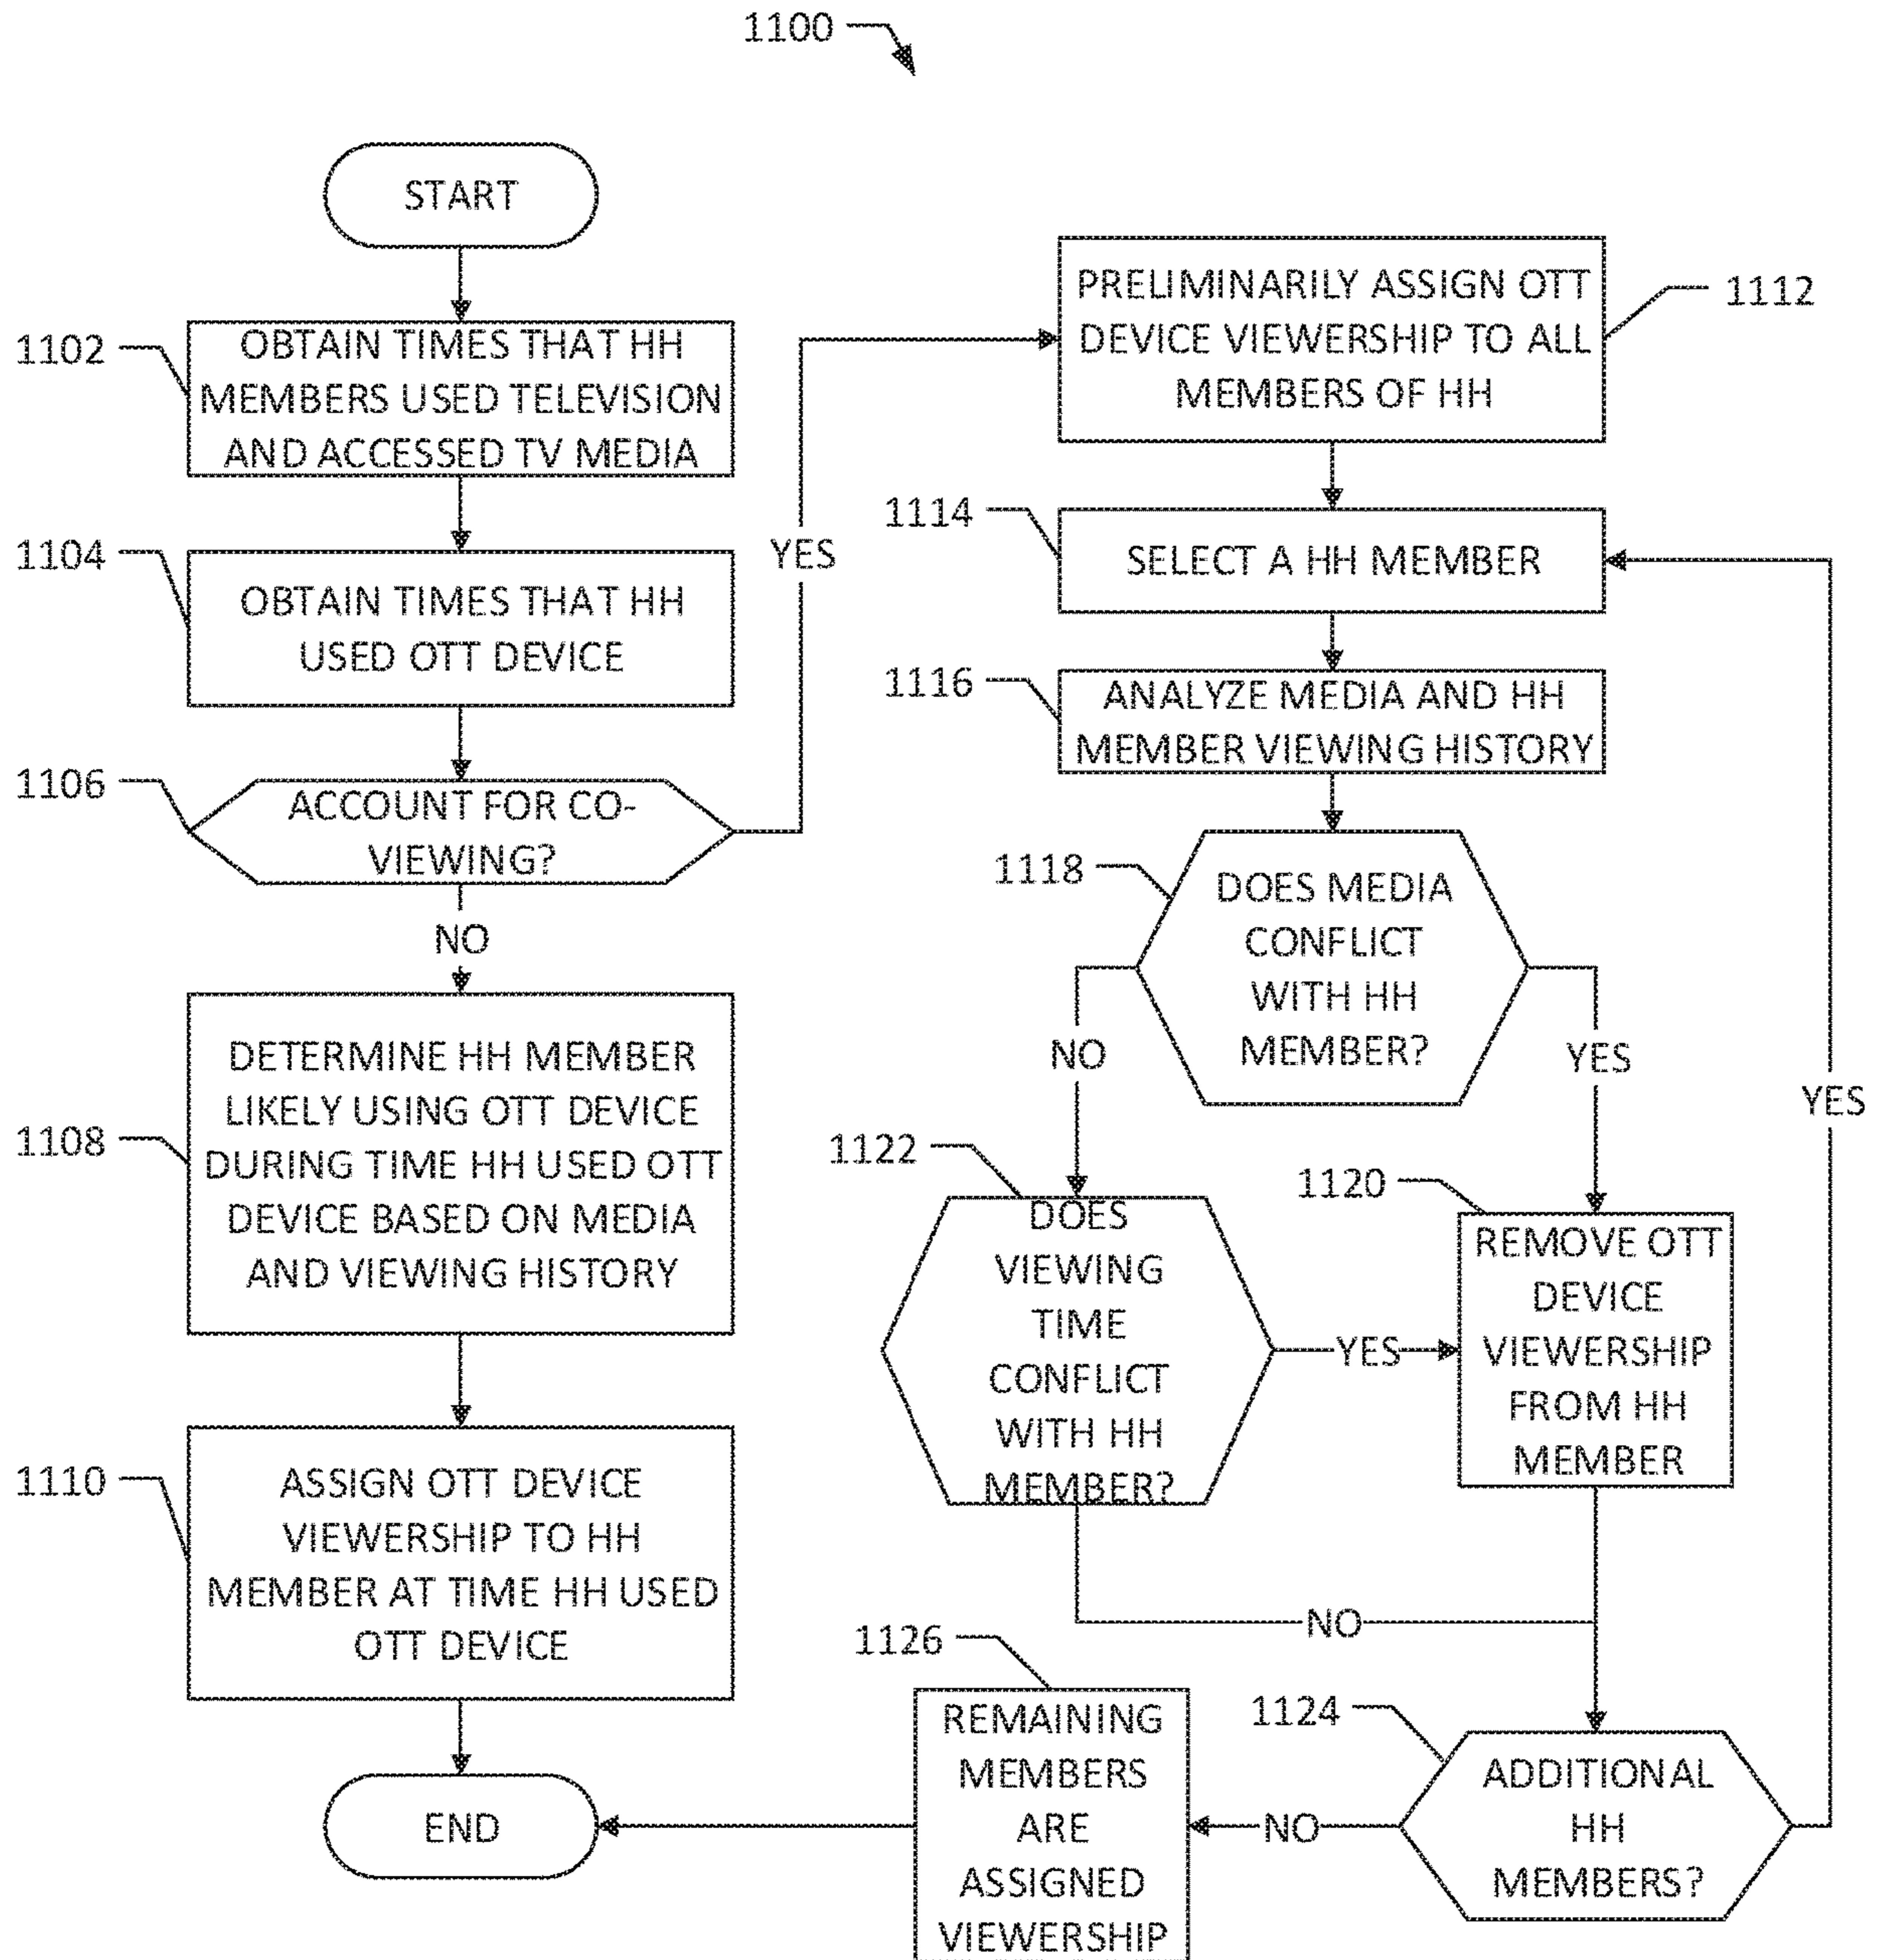 1100
START
1102
OBTAIN TIMES THAT HH
MEMBERS USED TELEVISION
AND ACCESSED TV MEDIA
1104
OBTAIN TIMES THAT HH
USED OTT DEVICE
1106
ACCOUNT FOR CO-
VIEWING?
YES
NO
1108
DETERMINE HH MEMBER
LIKELY USING OTT DEVICE
DURING TIME HH USED OTT
DEVICE BASED ON MEDIA
AND VIEWING HISTORY
1110
ASSIGN OTT DEVICE
VIEWERSHIP TO HH
MEMBER AT TIME HH USED
OTT DEVICE
END
PRELIMINARILY ASSIGN OTT
DEVICE VIEWERSHIP TO ALL
MEMBERS OF HH
1112
1114
SELECT A HH MEMBER
1116
ANALYZE MEDIA AND HH
MEMBER VIEWING HISTORY
1118
DOES MEDIA
CONFLICT
WITH HH
MEMBER?
NO
YES
1122
DOES
VIEWING
TIME
CONFLICT
WITH HH
MEMBER?
YES
1120
REMOVE OTT
DEVICE
VIEWERSHIP
FROM HH
MEMBER
NO
1124
ADDITIONAL
HH
MEMBERS?
YES
NO
1126
REMAINING
MEMBERS
ARE
ASSIGNED
VIEWERSHIP